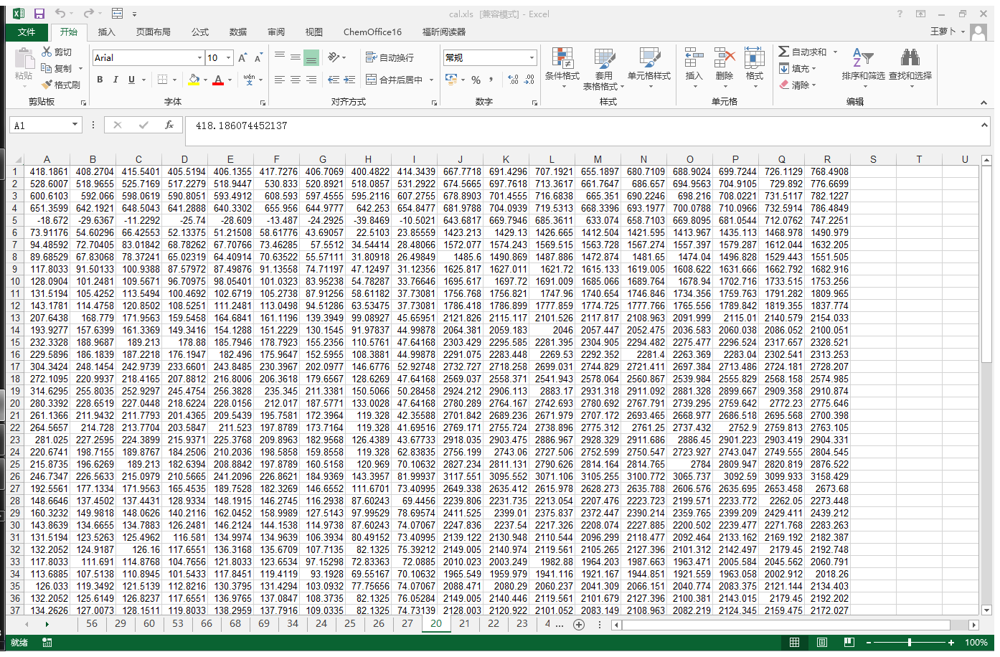 cal.xls [兼容模式] - Excel
文件 开始 插入 页面布局 公式 数据 审阅 视图 ChemOffice16 福昕阅读器 王萝卜
粘贴 剪切 复制 格式刷 剪贴板
Arial 10 B I U wén 文 字体
自动换行 合并后居中 对齐方式
常规 % , 数字
条件格式 套用表格格式 单元格样式 样式
插入 删除 格式 单元格
自动求和 填充 清除 排序和筛选 查找和选择 编辑
A1 fx 418.186074452137
A B C D E F G H I J K L M N O P Q R S T U
1 418.1861 408.2704 415.5401 405.5194 406.1355 417.7276 406.7069 400.4822 414.3439 667.7718 691.4296 707.1921 655.1897 680.7109 688.9024 699.7244 726.1129 768.4908
2 528.6007 518.9655 525.7169 517.2279 518.9447 530.833 520.8921 518.0857 531.2922 674.5665 697.7618 713.3617 661.7647 686.657 694.9563 704.9105 729.892 776.6699
3 600.6103 592.066 598.0619 590.8051 593.4912 608.593 597.4555 595.2116 607.2755 678.8903 701.4555 716.6838 665.351 690.2246 698.216 708.0221 731.5117 782.1227
4 651.3599 642.1921 648.5043 641.2888 640.3302 655.956 644.9777 642.253 654.8477 681.9788 704.0939 719.5313 668.3396 693.1977 700.0788 710.0966 732.5914 786.4849
5 -18.672 -29.6367 -11.2292 -25.74 -28.609 -13.487 -24.2925 -39.8469 -10.5021 643.6817 669.7946 685.3611 633.074 658.7103 669.8095 681.0544 712.0762 747.2251
6 73.91176 54.60296 66.42553 52.13375 51.21508 58.61776 43.69057 22.5103 23.85559 1423.213 1429.13 1426.665 1412.504 1421.595 1413.967 1435.113 1468.978 1490.979
7 94.48592 72.70405 83.01842 68.78262 67.70766 73.46285 57.5512 34.54414 28.48066 1572.077 1574.243 1569.515 1563.728 1567.274 1557.397 1579.287 1612.044 1632.205
8 89.68529 67.83068 78.37241 65.02319 64.40914 70.63522 55.57111 31.80918 26.49849 1485.6 1490.869 1487.886 1472.874 1481.65 1474.04 1496.828 1529.443 1551.505
9 117.8033 91.50133 100.9388 87.57972 87.49876 91.13558 74.71197 47.12497 31.12356 1625.817 1627.011 1621.72 1615.133 1619.005 1608.622 1631.666 1662.792 1682.916
10 128.0904 101.2481 109.5671 96.70975 98.05401 101.0323 83.95238 54.78287 33.76646 1695.617 1697.72 1691.009 1685.066 1689.764 1678.94 1702.716 1733.515 1753.256
11 131.5194 105.4252 113.5494 100.4692 102.6719 105.2738 87.91256 58.61182 37.73081 1756.768 1756.821 1747.96 1740.654 1746.846 1734.356 1759.763 1791.282 1809.965
12 143.1781 114.4758 120.8502 108.5251 111.2481 113.0498 94.51286 63.53475 37.73081 1786.418 1786.899 1777.859 1774.725 1777.766 1765.556 1789.842 1819.355 1837.774
13 207.6438 168.779 171.9563 159.5458 164.6841 161.1196 139.3949 99.08927 45.65951 2121.826 2115.117 2101.526 2117.817 2108.963 2091.999 2115.01 2140.579 2154.033
14 193.9277 157.6399 161.3369 149.3416 154.1288 151.2229 130.1545 91.97837 44.99878 2064.381 2059.183 2046 2057.447 2052.475 2036.583 2060.038 2086.052 2100.051
15 232.3328 188.9687 189.213 178.88 185.7946 178.7923 155.2356 110.5761 47.64168 2303.429 2295.585 2281.395 2304.905 2294.482 2275.477 2296.524 2317.657 2328.521
16 229.5896 186.1839 187.2218 176.1947 182.496 175.9647 152.5955 108.3881 44.99878 2291.075 2283.448 2269.53 2292.352 2281.4 2263.369 2283.04 2302.541 2313.253
17 304.3424 248.1454 242.9739 233.6601 243.8485 230.3967 202.0977 146.6776 52.92748 2732.727 2718.258 2699.031 2744.829 2721.411 2697.384 2713.486 2724.181 2728.207
18 272.1095 220.9937 218.4165 207.8812 216.8006 206.3618 179.6567 128.6269 47.64168 2569.037 2558.371 2541.943 2578.064 2560.867 2539.984 2555.829 2568.158 2574.985
19 314.6295 255.8035 252.9297 245.4754 256.3828 235.345 211.3381 150.5066 50.28458 2924.212 2906.113 2883.17 2931.318 2911.092 2881.328 2899.667 2909.358 2910.874
20 280.3392 228.6519 227.0448 218.6224 228.0156 212.017 187.5771 133.0028 47.64168 2780.289 2764.167 2742.693 2780.692 2767.791 2739.295 2759.642 2772.23 2775.646
21 261.1366 211.9432 211.7793 201.4365 209.5439 195.7581 172.3964 119.328 42.35588 2701.842 2689.236 2671.979 2707.172 2693.465 2668.977 2686.518 2695.568 2700.398
22 264.5657 214.728 213.7704 203.5847 211.523 197.8789 173.7164 119.328 41.69516 2769.171 2755.724 2738.896 2775.312 2761.25 2737.432 2752.9 2759.813 2763.105
23 281.025 227.2595 224.3899 215.9371 225.3768 209.8963 182.9568 126.4389 43.67733 2918.035 2903.475 2886.967 2928.329 2911.686 2886.45 2901.223 2903.419 2904.331
24 220.6741 198.7155 189.8767 184.2506 210.2036 198.5858 159.8558 119.328 62.83835 2756.199 2743.06 2727.506 2752.599 2750.547 2723.927 2743.047 2749.555 2804.545
25 215.8735 196.6269 189.213 182.6394 208.8842 197.8789 160.5158 120.969 70.10632 2827.234 2811.131 2790.626 2814.164 2814.765 2784 2809.947 2820.819 2876.522
26 246.7347 226.5633 215.0979 210.5665 241.2096 226.8621 184.9369 143.3957 81.99937 3117.551 3095.552 3071.106 3105.255 3100.772 3065.737 3092.59 3099.933 3158.429
27 192.5561 177.1334 171.9563 165.4535 189.7528 182.3269 146.6552 111.6701 73.40995 2649.338 2635.412 2615.978 2628.273 2635.788 2606.576 2635.695 2653.458 2673.68
28 148.6646 137.4502 137.4431 128.9334 148.1915 146.2745 116.2938 87.60243 69.4456 2239.806 2231.735 2213.054 2207.476 2223.723 2199.571 2233.772 2262.05 2273.448
29 160.3232 149.9818 148.0626 140.2116 162.0452 158.9989 127.5143 97.99529 78.69574 2411.525 2399.01 2375.837 2372.447 2390.214 2359.765 2399.209 2429.411 2439.212
30 143.8639 134.6655 134.7883 126.2481 146.2124 144.1538 114.9738 87.60243 74.07067 2247.836 2237.54 2217.326 2208.074 2227.885 2200.502 2239.477 2271.768 2283.263
31 131.5194 123.5263 125.4962 116.581 134.9974 134.9639 106.3934 80.49152 73.40995 2139.122 2130.948 2110.544 2096.299 2118.477 2092.464 2133.162 2169.192 2182.387
32 132.2052 124.9187 126.16 117.6551 136.3168 135.6709 107.7135 82.1325 75.39212 2149.005 2140.974 2119.561 2105.265 2127.396 2101.312 2142.497 2179.45 2192.748
33 117.8033 111.691 114.8768 104.7656 121.8033 123.6534 97.15298 72.83363 72.0885 2010.023 2003.249 1982.88 1964.203 1987.663 1963.471 2005.584 2045.562 2060.791
34 113.6885 107.5138 110.8945 101.5433 117.8451 119.4119 93.1928 69.55167 70.10632 1965.549 1959.979 1941.116 1921.167 1944.851 1921.559 1963.058 2002.912 2018.26
35 126.033 119.3492 121.5139 112.8216 130.3795 131.4294 103.0932 77.75656 74.07067 2088.471 2080.29 2060.237 2041.309 2066.151 2040.774 2083.375 2121.144 2134.403
36 132.2052 125.6149 126.8237 117.6551 136.9765 137.0847 108.3735 82.1325 76.05284 2149.005 2140.446 2119.561 2101.679 2127.396 2100.381 2143.015 2179.45 2192.202
37 134.2626 127.0073 128.1511 119.8033 138.2959 137.7916 109.0335 82.1325 74.73139 2128.003 2120.922 2101.052 2083.149 2108.963 2082.219 2124.345 2159.475 2172.027
56 29 60 53 66 68 69 34 24 25 26 27 20 21 22 23 4 ...
就绪 100%